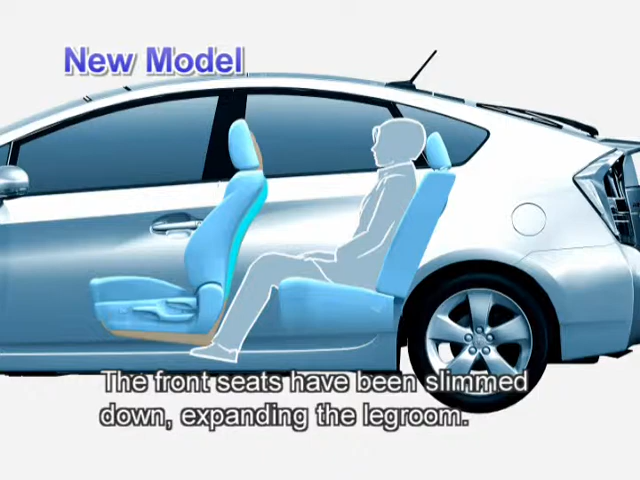 New Model
The front seats have been slimmed
down, expanding the legroom.